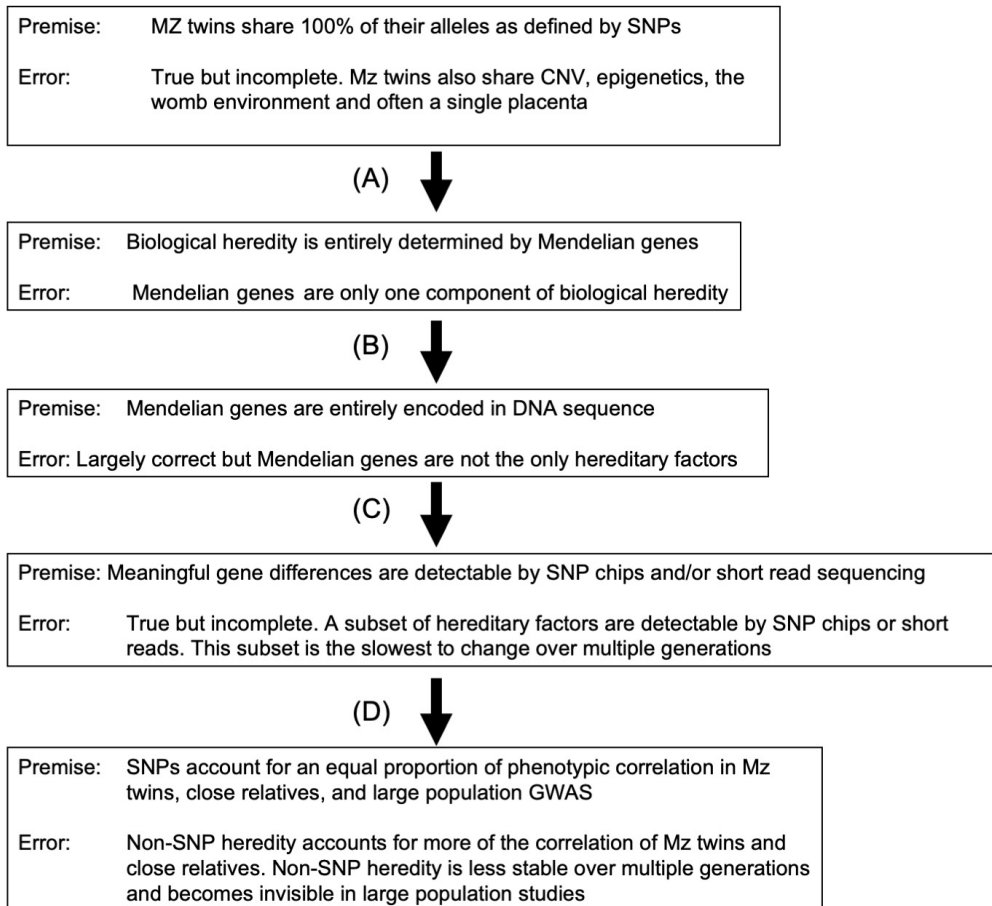 Premise: MZ twins share 100% of their alleles as defined by SNPs
Error: True but incomplete. Mz twins also share CNV, epigenetics, the
womb environment and often a single placenta
(A)
Premise: Biological heredity is entirely determined by Mendelian genes
Error: Mendelian genes are only one component of biological heredity
(B)
Premise: Mendelian genes are entirely encoded in DNA sequence
Error: Largely correct but Mendelian genes are not the only hereditary factors
(C)
Premise: Meaningful gene differences are detectable by SNP chips and/or short read sequencing
Error: True but incomplete. A subset of hereditary factors are detectable by SNP chips or short
reads. This subset is the slowest to change over multiple generations
(D)
Premise: SNPs account for an equal proportion of phenotypic correlation in Mz
twins, close relatives, and large population GWAS
Error: Non-SNP heredity accounts for more of the correlation of Mz twins and
close relatives. Non-SNP heredity is less stable over multiple generations
and becomes invisible in large population studies